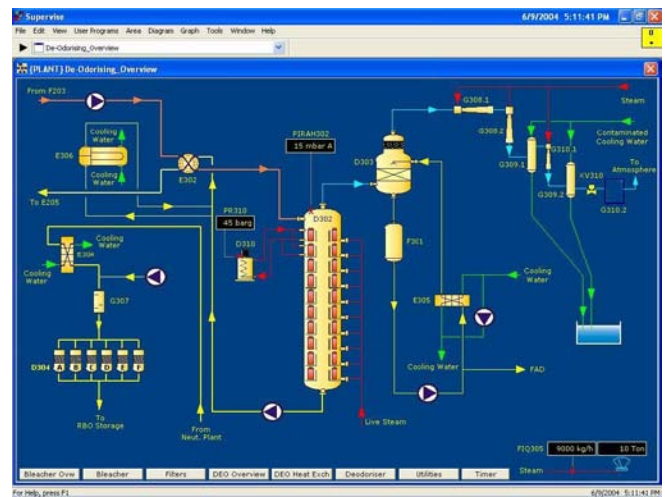 Supervise
6/9/2004 5:11:41 PM
File Edit View User Programs Area Diagram Graph Tools Window Help
0
De-Odorising_Overview
{PLANT} De-Odorising_Overview
From F203
Cooling
Water
E306
Cooling
Water
To E205
E302
PIRAH302
15 mbar A
PR310
45 barg
D310
D302
D303
G308.1
G308.2
Steam
Contaminated
Cooling Water
G309.1
G310.1
KV310
To
Atmosphere
G309.2
G310.2
Cooling
Water
E304
Cooling
Water
G307
F301
E305
Cooling
Water
Cooling Water
FAD
D304
A B C D E F
To
RBO Storage
From
Neut. Plant
Live Steam
FIQ305
9000 kg/h
10 Ton
Steam
Bleacher Ovw
Bleacher
Filters
DEO Overview
DEO Heat Exch
Deodoriser
Utilities
Timer
For Help, press F1
6/9/2004 5:11:41 PM